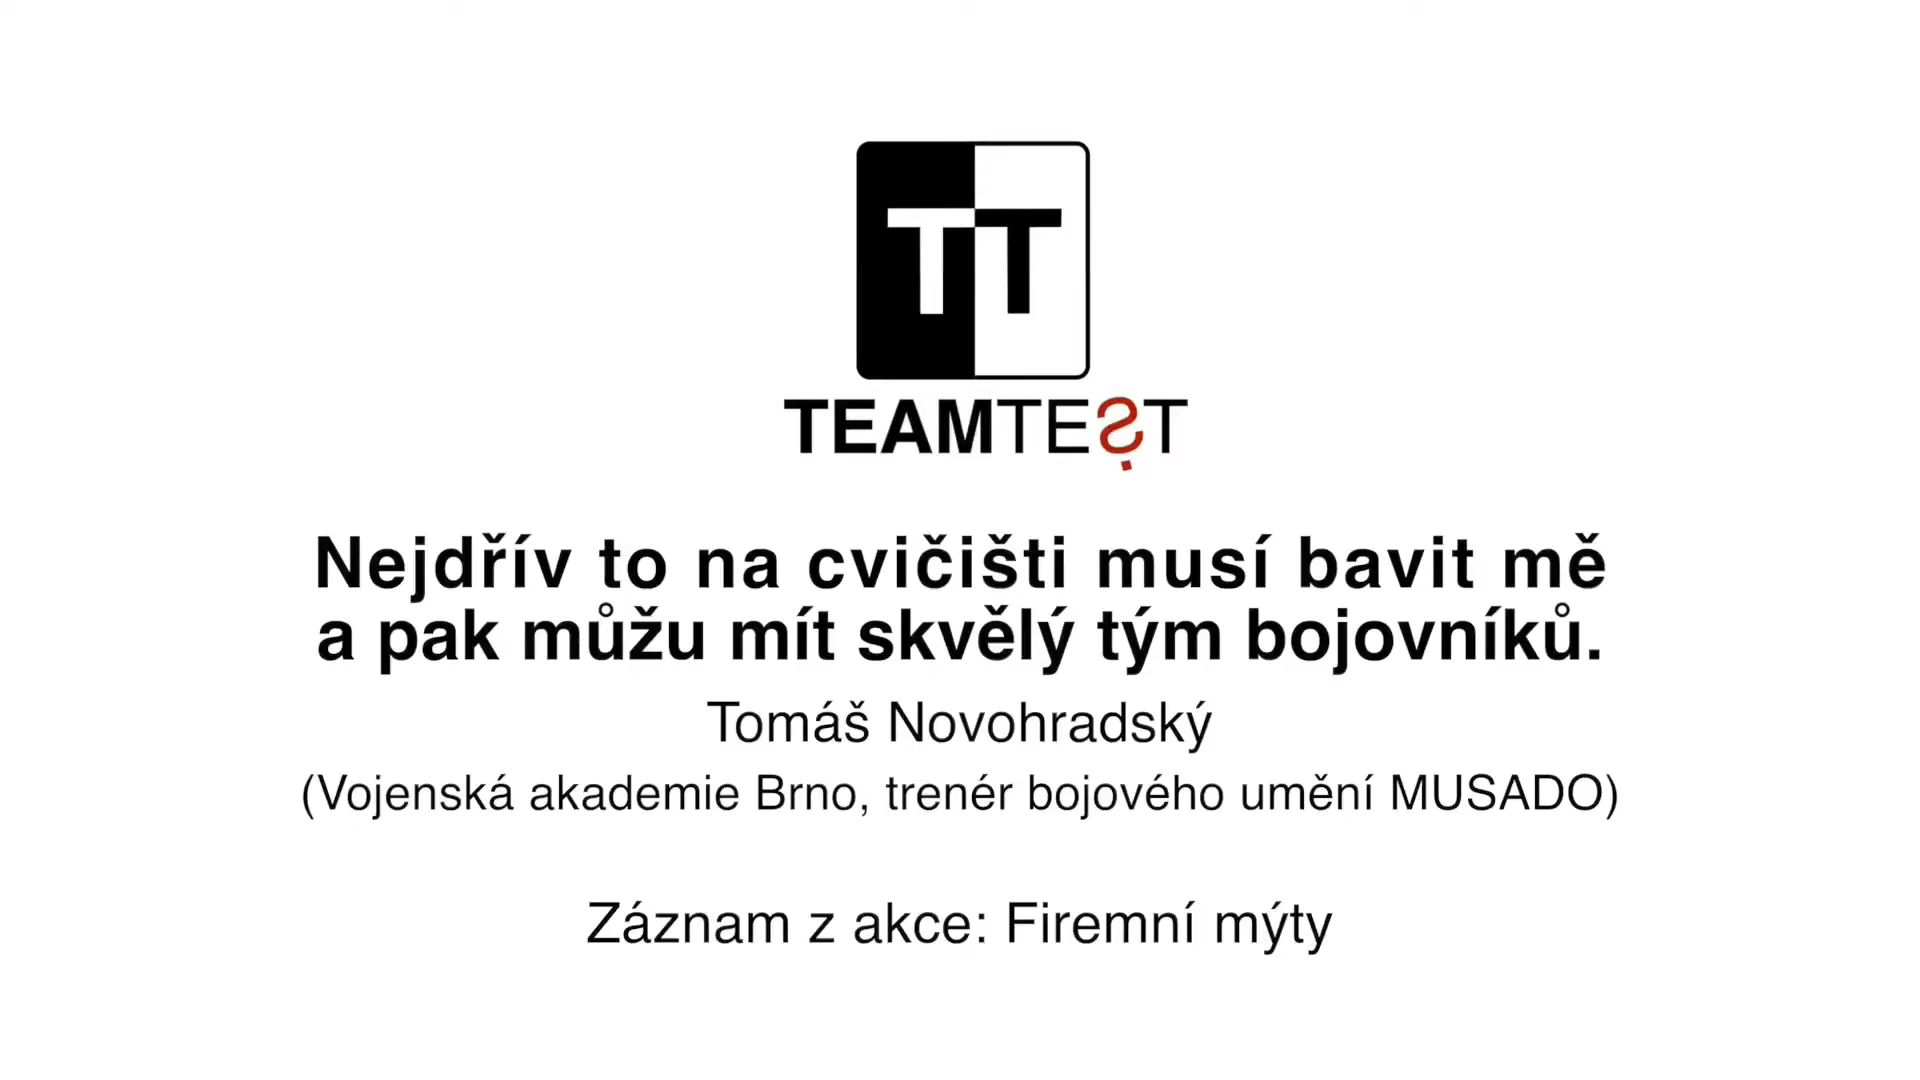 TT
TEAMTEST
Nejdřív to na cvičišti musí bavit mě
a pak můžu mít skvělý tým bojovníků.
Tomáš Novohradský
(Vojenská akademie Brno, trenér bojového umění MUSADO)
Záznam z akce: Firemní mýty